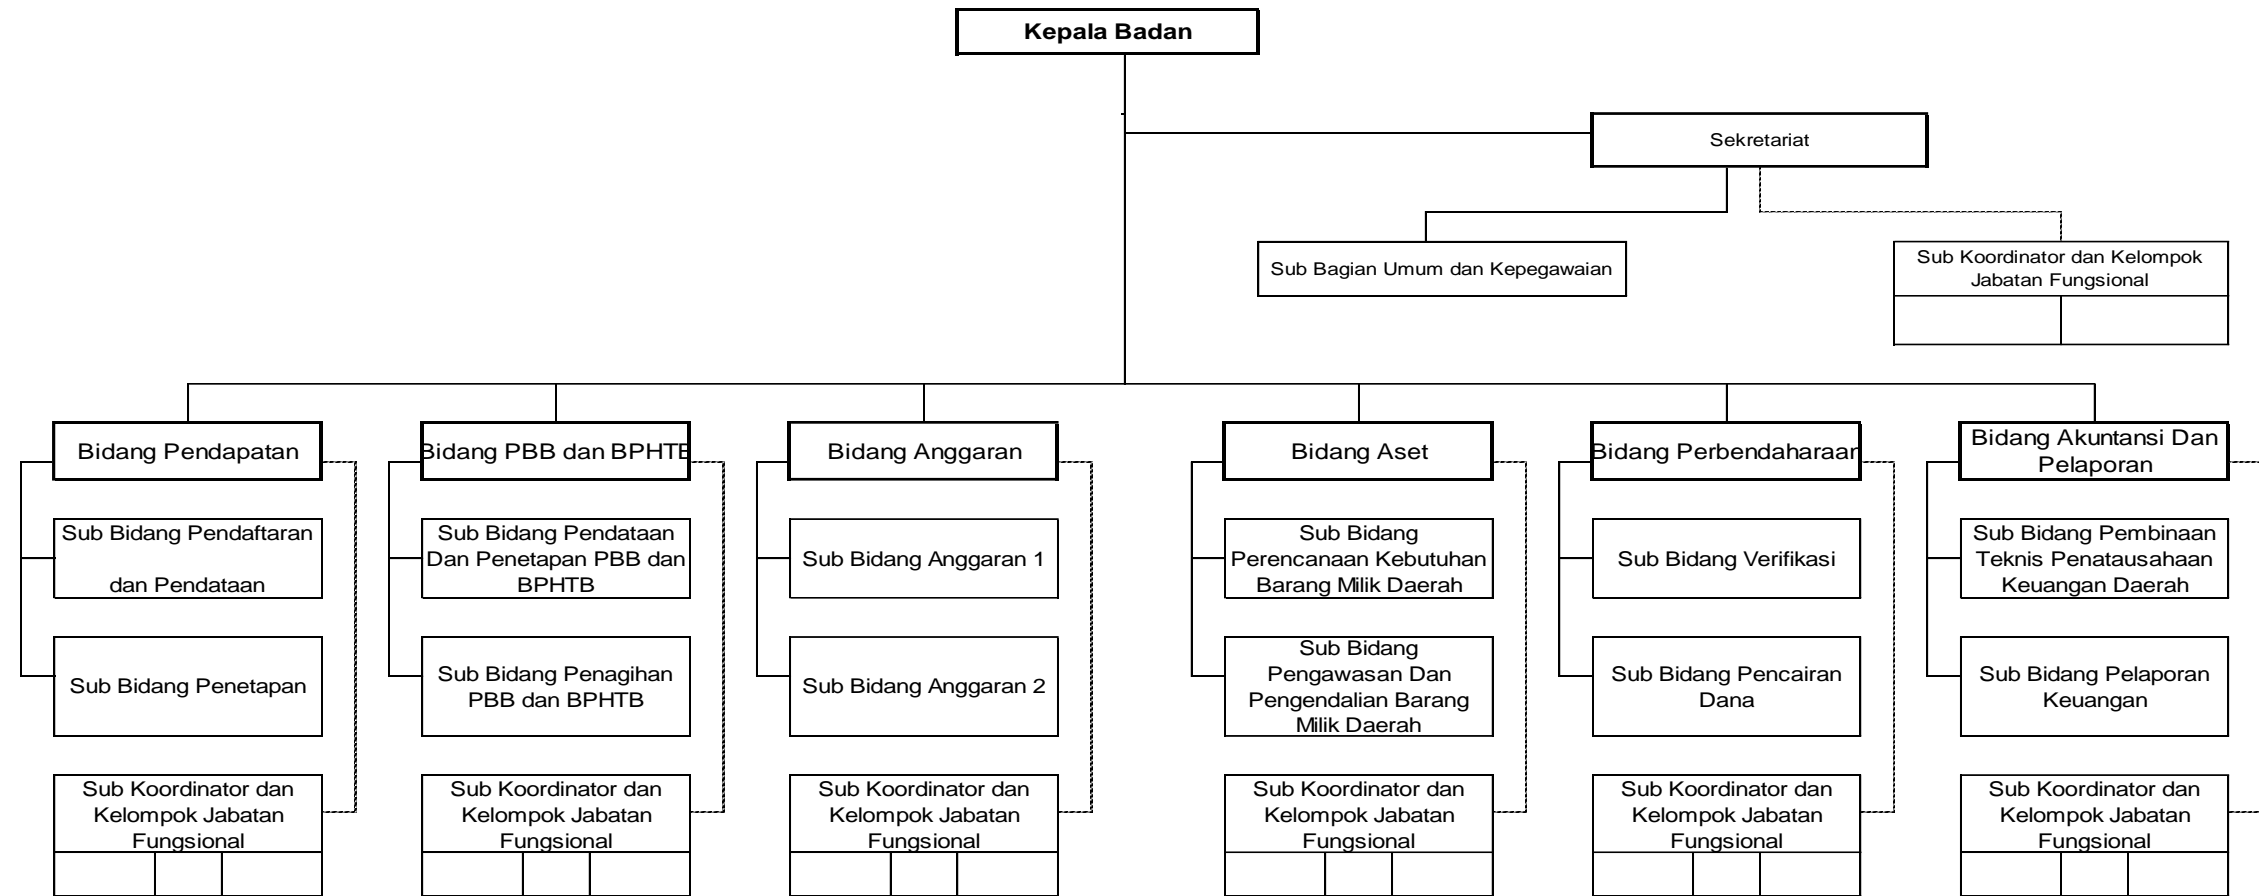 Kepala Badan
Sekretariat
Sub Bagian Umum dan Kepegawaian
Sub Koordinator dan Kelompok
Jabatan Fungsional
Bidang Pendapatan
Bidang PBB dan BPHTB
Bidang Anggaran
Bidang Aset
Bidang Perbendaharaan
Bidang Akuntansi Dan
Pelaporan
Sub Bidang Pendaftaran
dan Pendataan
Sub Bidang Pendataan
Dan Penetapan PBB dan
BPHTB
Sub Bidang Anggaran 1
Sub Bidang
Perencanaan Kebutuhan
Barang Milik Daerah
Sub Bidang Verifikasi
Sub Bidang Pembinaan
Teknis Penatausahaan
Keuangan Daerah
Sub Bidang Penetapan
Sub Bidang Penagihan
PBB dan BPHTB
Sub Bidang Anggaran 2
Sub Bidang
Pengawasan Dan
Pengendalian Barang
Milik Daerah
Sub Bidang Pencairan
Dana
Sub Bidang Pelaporan
Keuangan
Sub Koordinator dan
Kelompok Jabatan
Fungsional
Sub Koordinator dan
Kelompok Jabatan
Fungsional
Sub Koordinator dan
Kelompok Jabatan
Fungsional
Sub Koordinator dan
Kelompok Jabatan
Fungsional
Sub Koordinator dan
Kelompok Jabatan
Fungsional
Sub Koordinator dan
Kelompok Jabatan
Fungsional